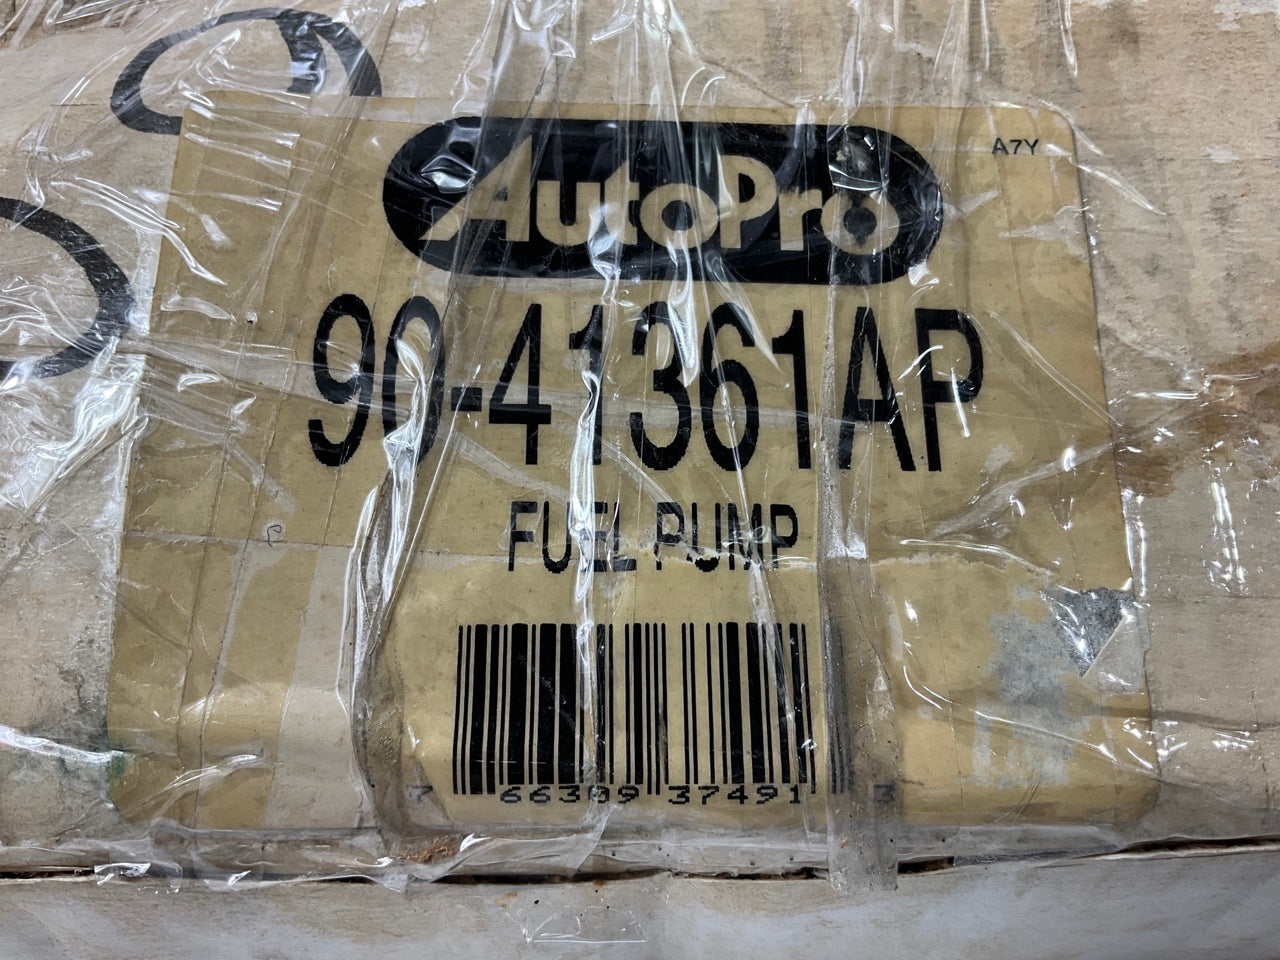 A7Y
AutoPro
90-41361AP
FUEL PUMP
7 66309 37491 3